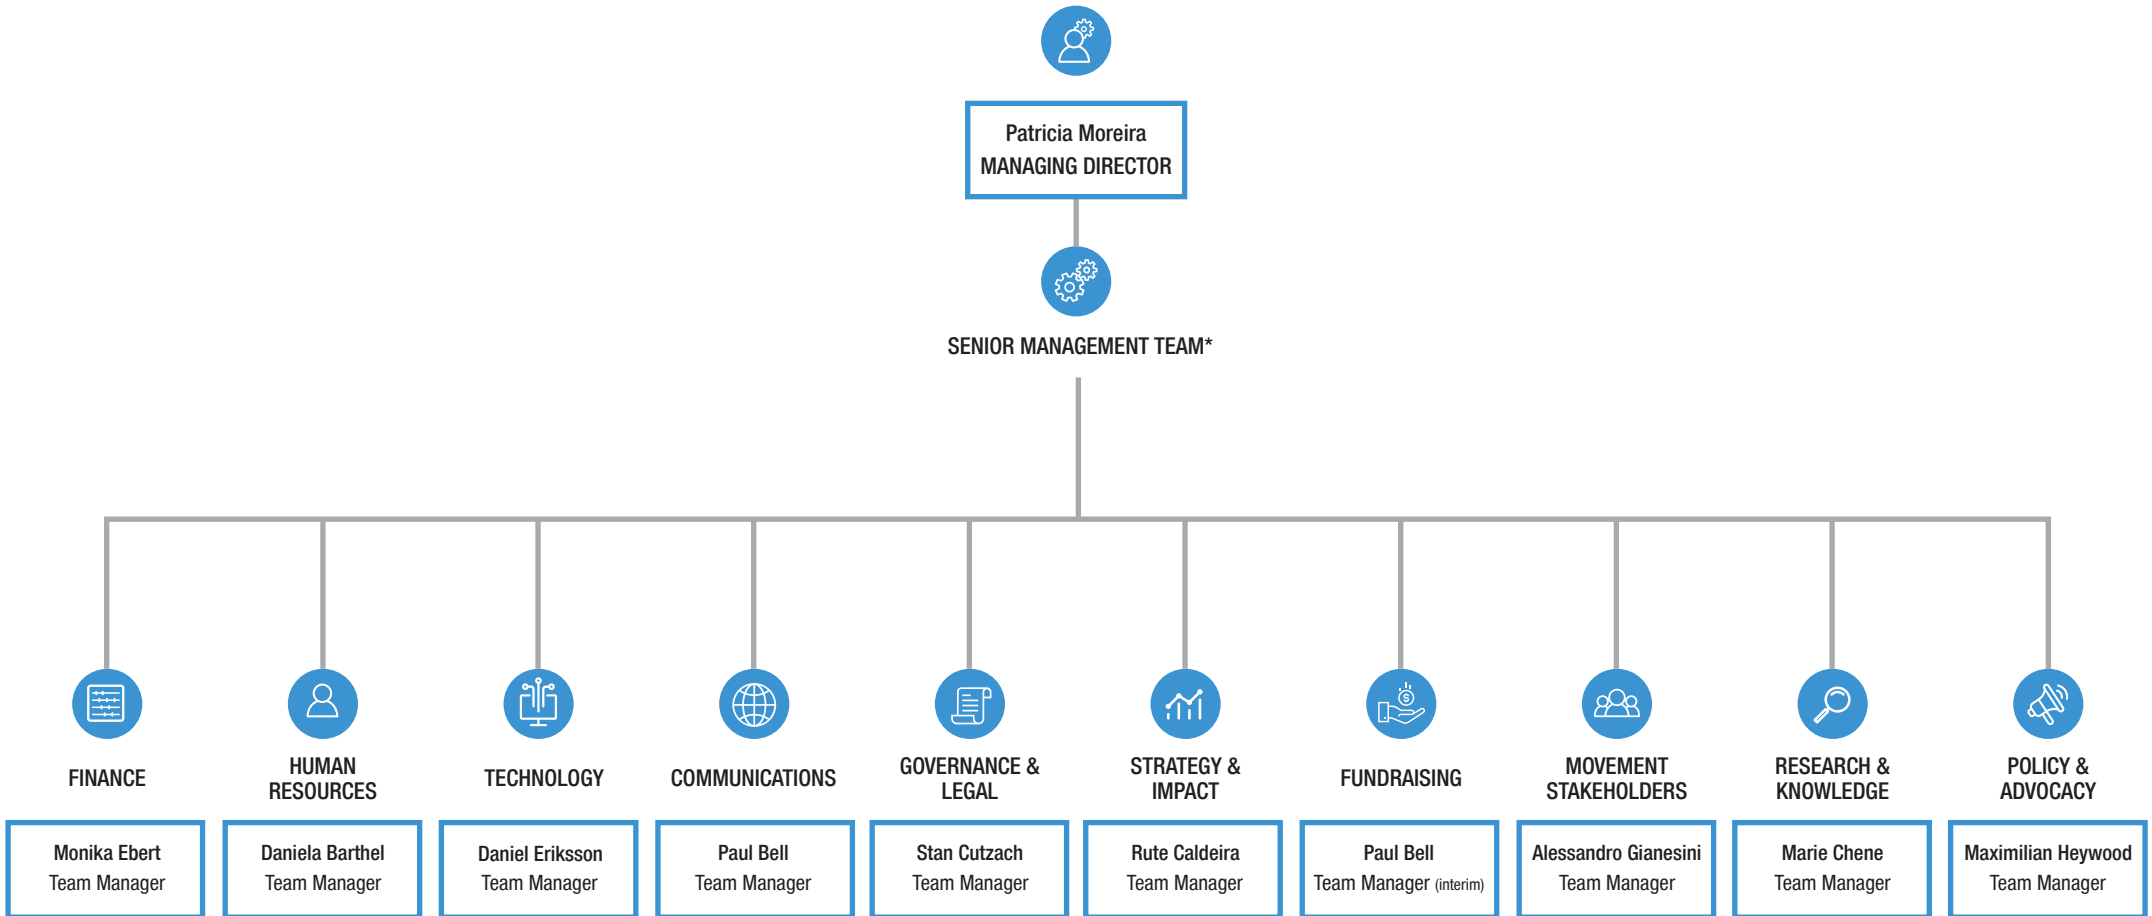 Patricia Moreira
MANAGING DIRECTOR
SENIOR MANAGEMENT TEAM*
FINANCE
Monika Ebert
Team Manager
HUMAN
RESOURCES
Daniela Barthel
Team Manager
TECHNOLOGY
Daniel Eriksson
Team Manager
COMMUNICATIONS
Paul Bell
Team Manager
GOVERNANCE &
LEGAL
Stan Cutzach
Team Manager
STRATEGY &
IMPACT
Rute Caldeira
Team Manager
FUNDRAISING
Paul Bell
Team Manager (interim)
MOVEMENT
STAKEHOLDERS
Alessandro Gianesini
Team Manager
RESEARCH &
KNOWLEDGE
Marie Chene
Team Manager
POLICY &
ADVOCACY
Maximilian Heywood
Team Manager